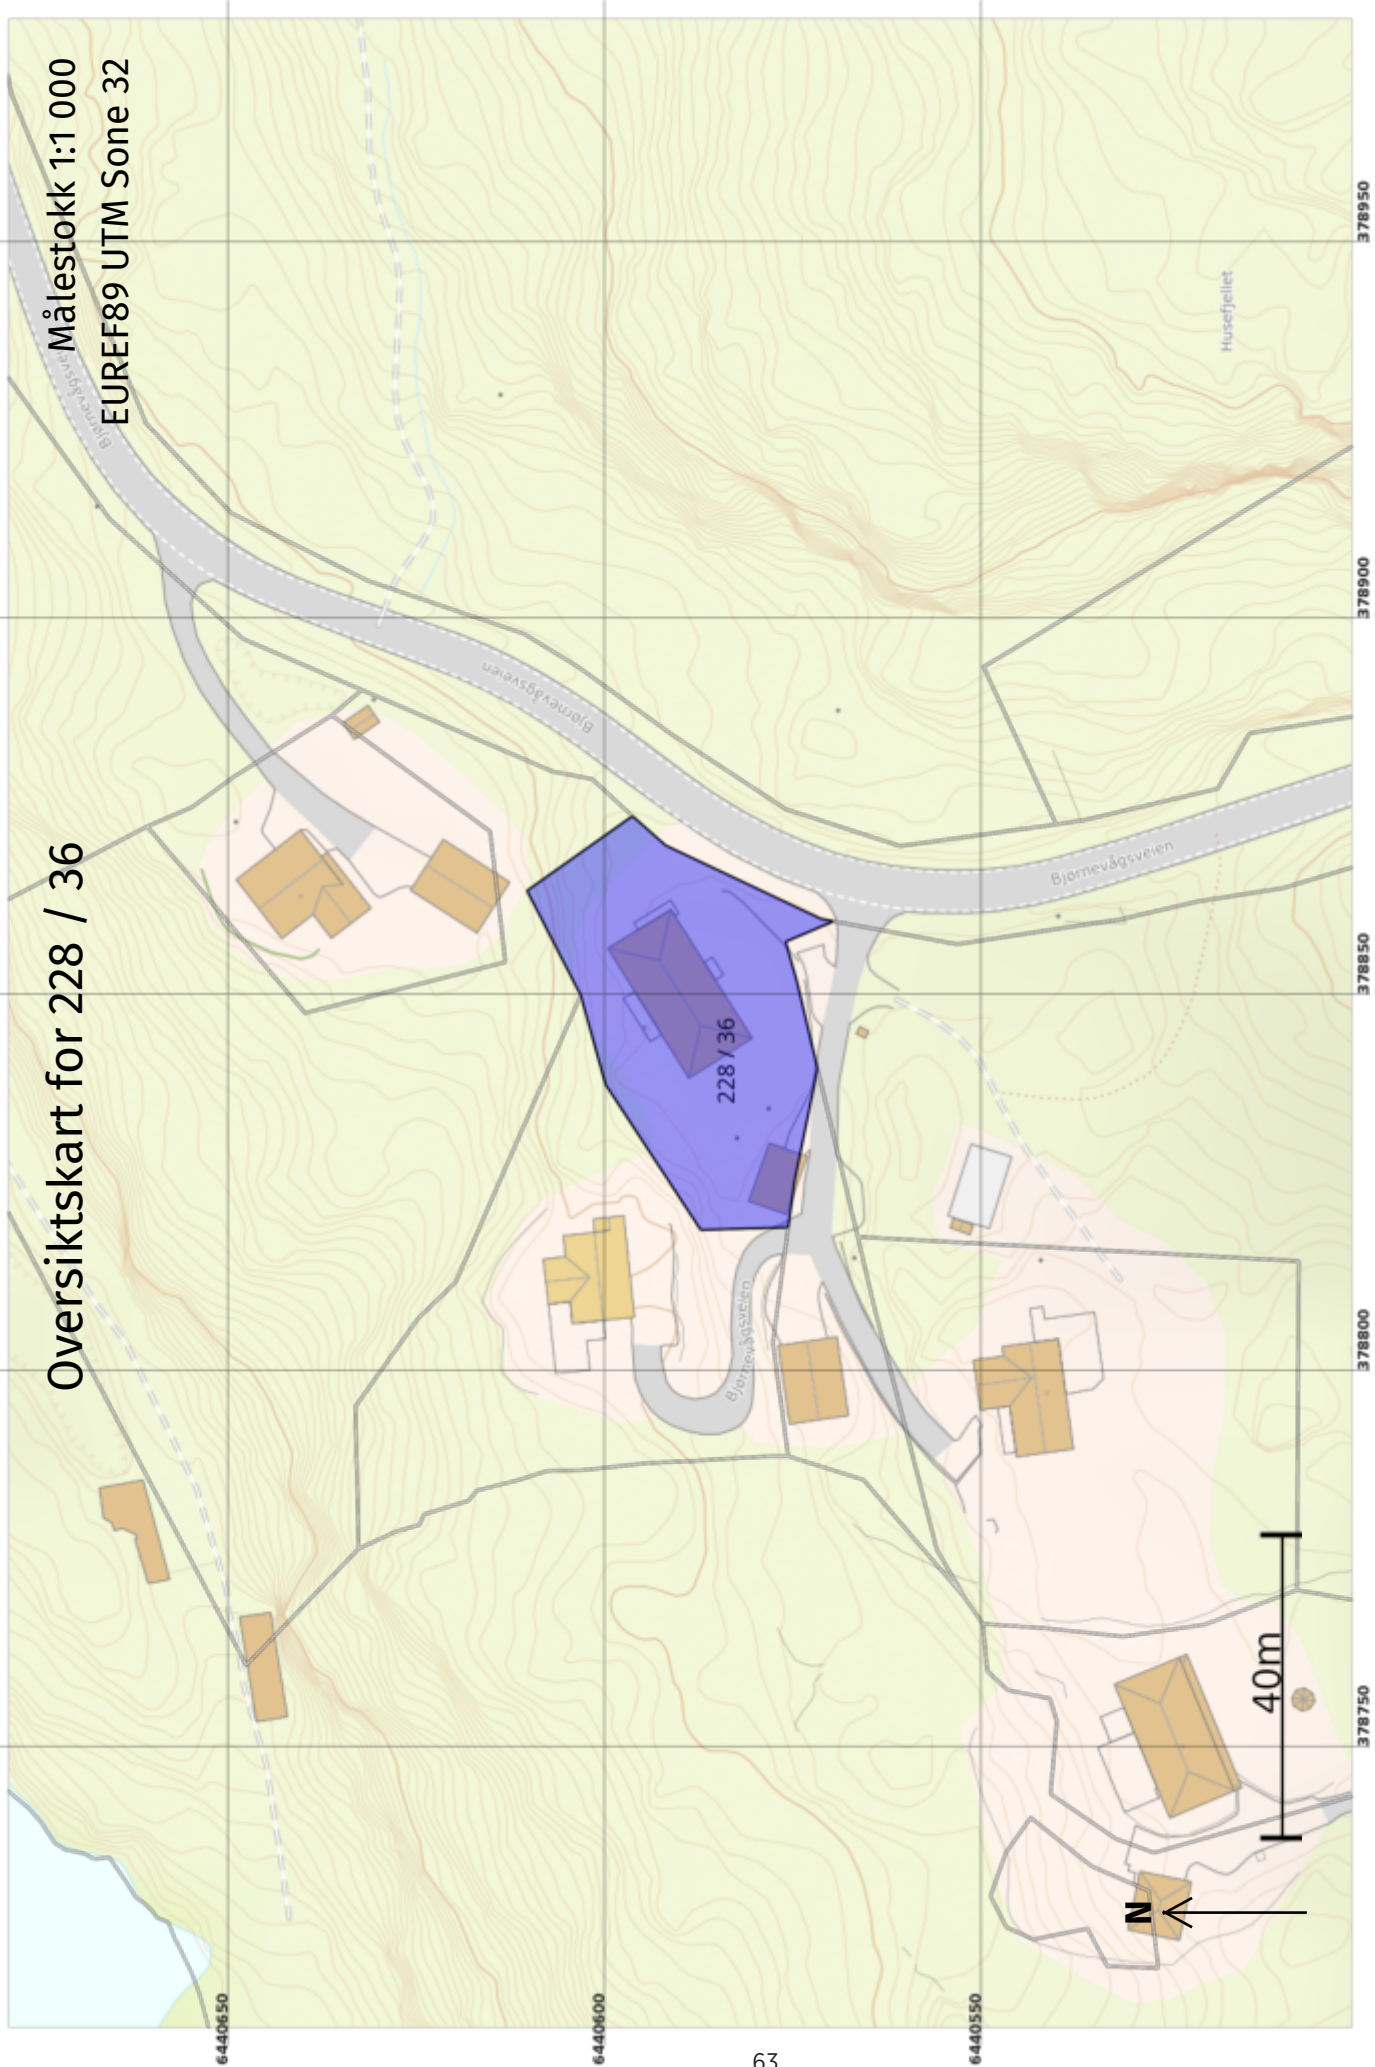 Oversiktskart for 228 / 36
Målestokk 1:1 000
EUREF89 UTM Sone 32
Bjørnevågsveien
Bjørnevågsveien
Bjørnevågsveien
Bjørnevågsveien
Husefjellet
228 / 36
40m
N
6440650
6440600
6440550
378750
378800
378850
378900
378950
63